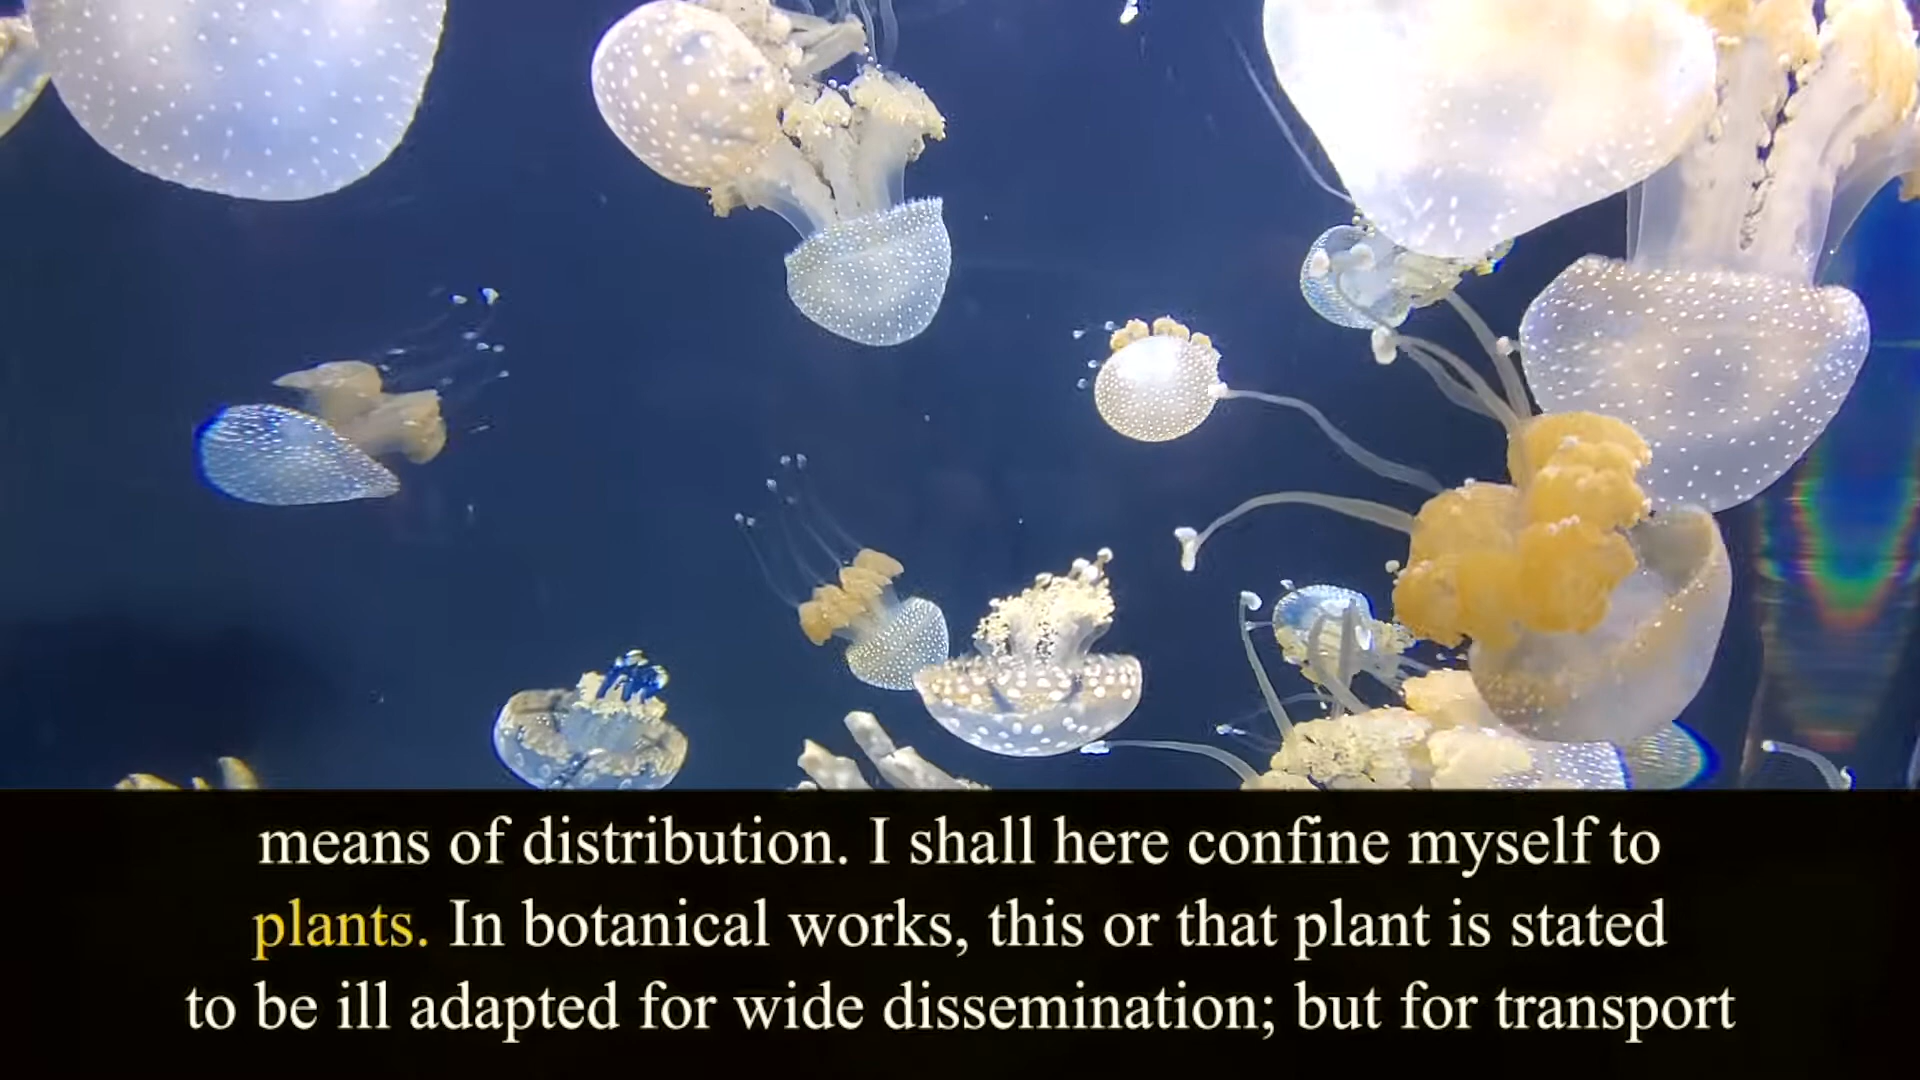 means of distribution. I shall here confine myself to
plants. In botanical works, this or that plant is stated
to be ill adapted for wide dissemination; but for transport